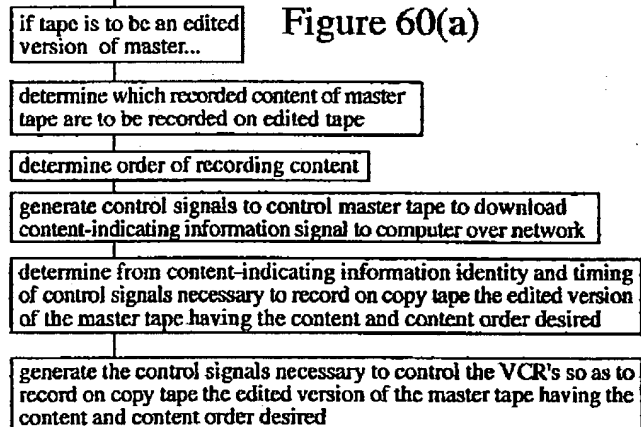 Figure 60(a)
if tape is to be an edited
version of master...
determine which recorded content of master
tape are to be recorded on edited tape
determine order of recording content
generate control signals to control master tape to download
content-indicating information signal to computer over network
determine from content-indicating information identity and timing
of control signals necessary to record on copy tape the edited version
of the master tape having the content and content order desired
generate the control signals necessary to control the VCR's so as to
record on copy tape the edited version of the master tape having the
content and content order desired